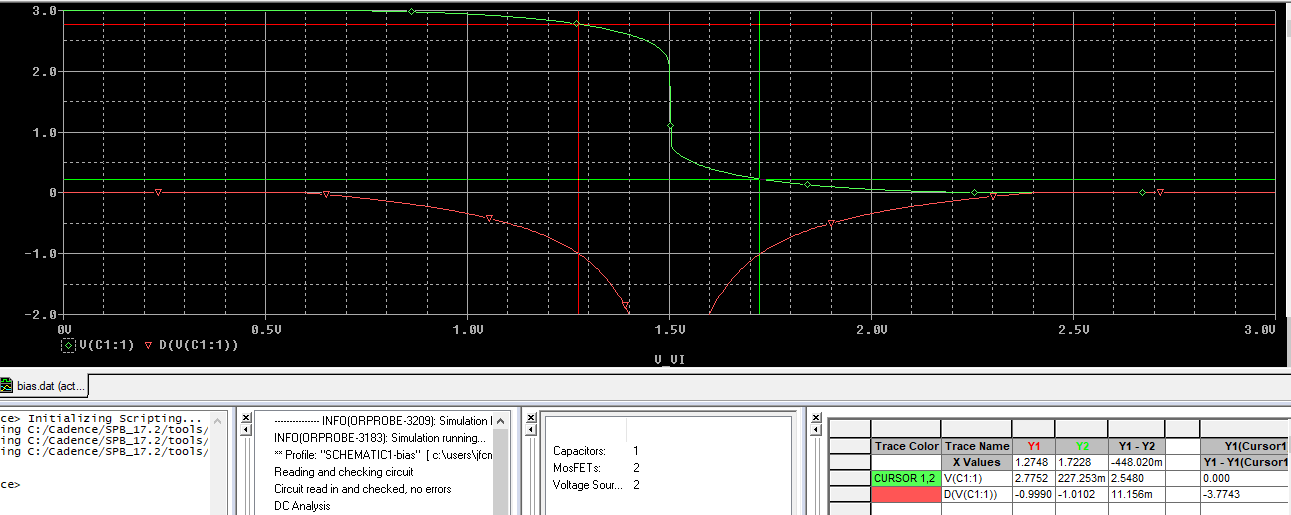 3.0
2.0
1.0
0
-1.0
-2.0
0V 0.5V 1.0V 1.5V 2.0V 2.5V 3.0V
V(C1:1) D(V(C1:1))
V_VI
bias.dat (act...
ce> Initializing Scripting...
ing C:/Cadence/SPB_17.2/tools/
ing C:/Cadence/SPB_17.2/tools/
ing C:/Cadence/SPB_17.2/tools/
ce>
-------------- INFO(ORPROBE-3209): Simulation
INFO(ORPROBE-3183): Simulation running...
** Profile: "SCHEMATIC1-bias" [ c:\users\jfcn
Reading and checking circuit
Circuit read in and checked, no errors
DC Analysis
Capacitors: 1
MosFETs: 2
Voltage Sour... 2
Trace Color Trace Name Y1 Y2 Y1 - Y2 Y1(Cursor1
X Values 1.2748 1.7228 -448.020m Y1 - Y1(Cursor1
CURSOR 1,2 V(C1:1) 2.7752 227.253m 2.5480 0.000
D(V(C1:1)) -0.9990 -1.0102 11.156m -3.7743